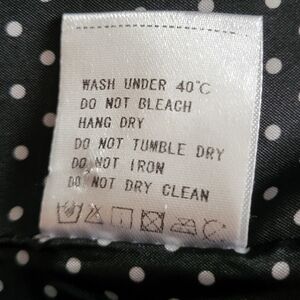 WASH UNDER 40°C
DO NOT BLEACH
HANG DRY
DO NOT TUMBLE DRY
DO NOT IRON
DO NOT DRY CLEAN